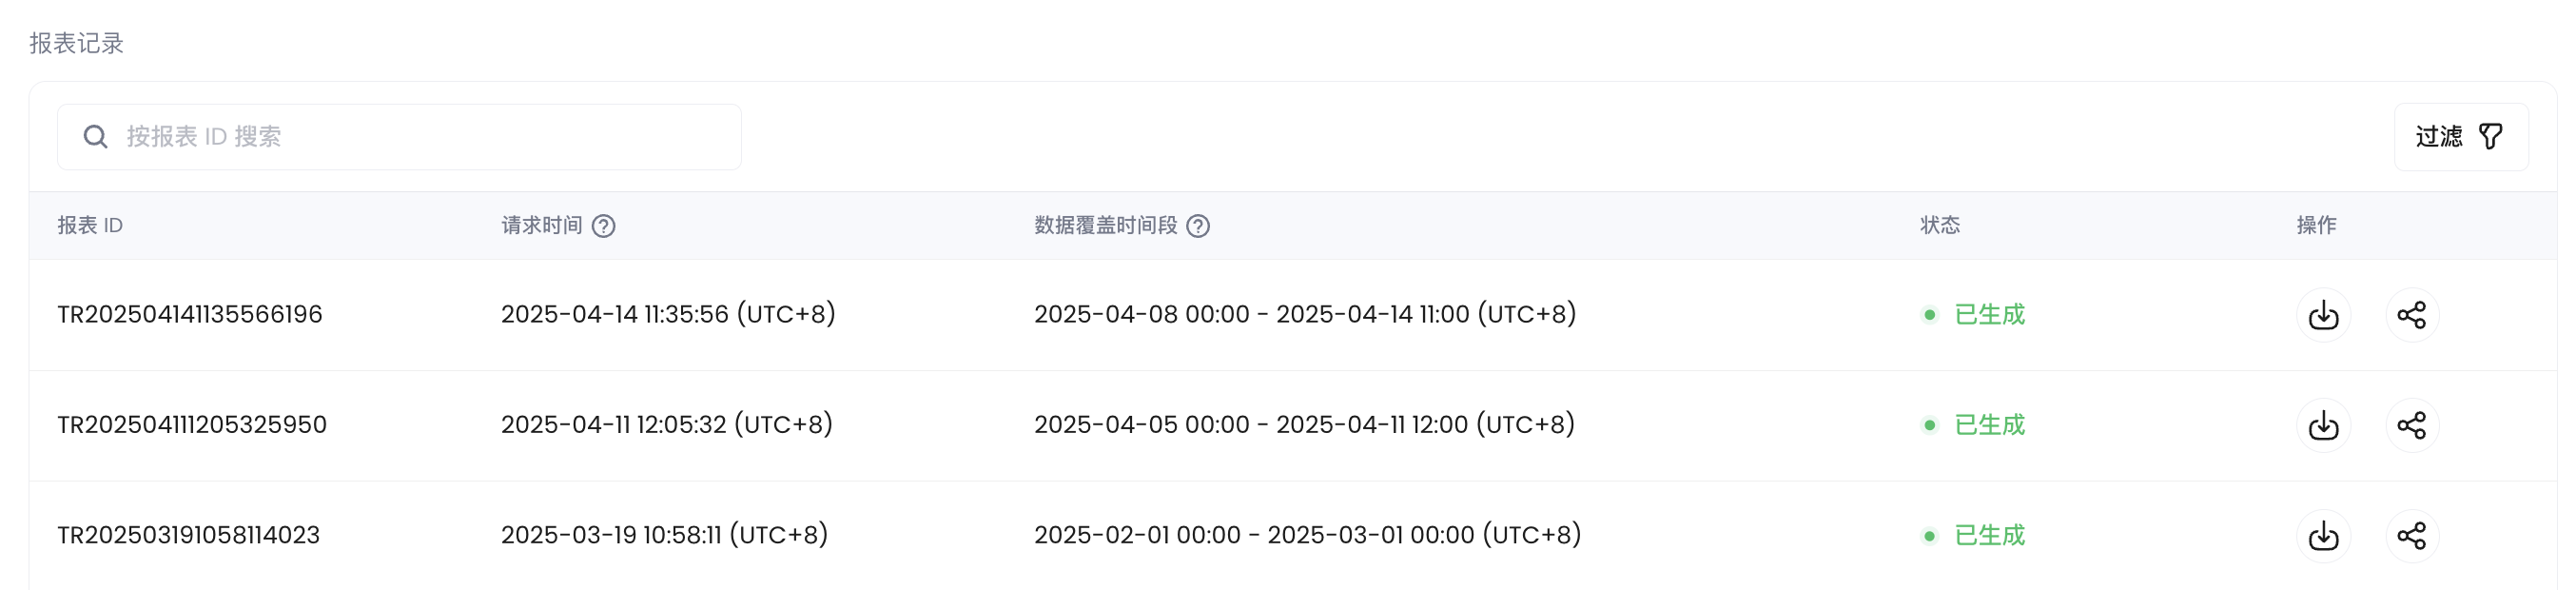 报表记录
按报表 ID 搜索
过滤
报表 ID 请求时间 数据覆盖时间段 状态 操作
TR202504141135566196 2025-04-14 11:35:56 (UTC+8) 2025-04-08 00:00 - 2025-04-14 11:00 (UTC+8) 已生成
TR202504111205325950 2025-04-11 12:05:32 (UTC+8) 2025-04-05 00:00 - 2025-04-11 12:00 (UTC+8) 已生成
TR202503191058114023 2025-03-19 10:58:11 (UTC+8) 2025-02-01 00:00 - 2025-03-01 00:00 (UTC+8) 已生成